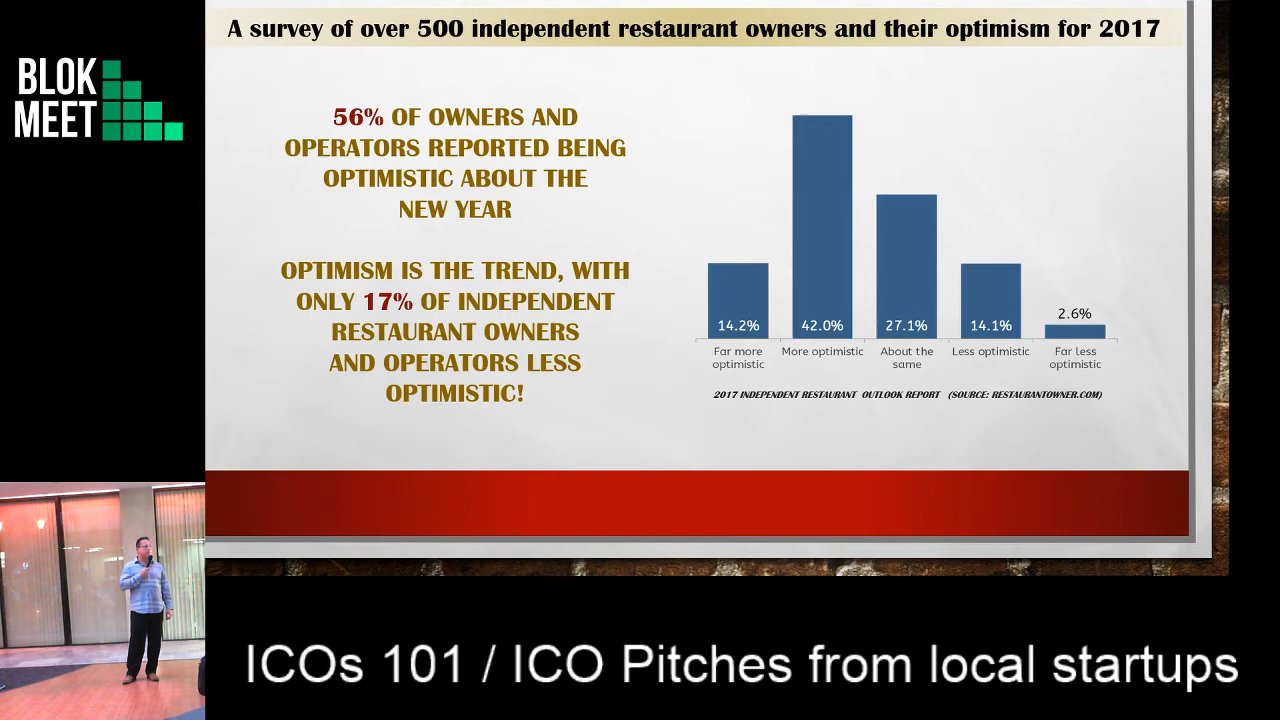 A survey of over 500 independent restaurant owners and their optimism for 2017
BLOK
MEET
56% OF OWNERS AND
OPERATORS REPORTED BEING
OPTIMISTIC ABOUT THE
NEW YEAR
OPTIMISM IS THE TREND, WITH
ONLY 17% OF INDEPENDENT
RESTAURANT OWNERS
AND OPERATORS LESS
OPTIMISTIC!
14.2%
42.0%
27.1%
14.1%
2.6%
Far more
optimistic
More optimistic
About the
same
Less optimistic
Far less
optimistic
2017 INDEPENDENT RESTAURANT OUTLOOK REPORT (SOURCE: RESTAURANTOWNER.COM)
ICOs 101 / ICO Pitches from local startups